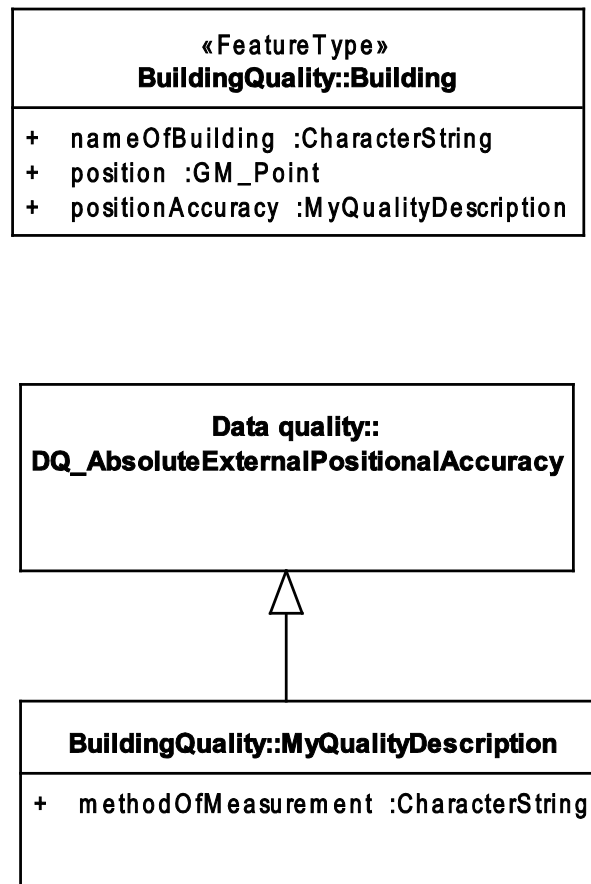 «FeatureType»
BuildingQuality::Building
+ nameOfBuilding :CharacterString
+ position :GM_Point
+ positionAccuracy :MyQualityDescription
Data quality::
DQ_AbsoluteExternalPositionalAccuracy
BuildingQuality::MyQualityDescription
+ methodOfMeasurement :CharacterString